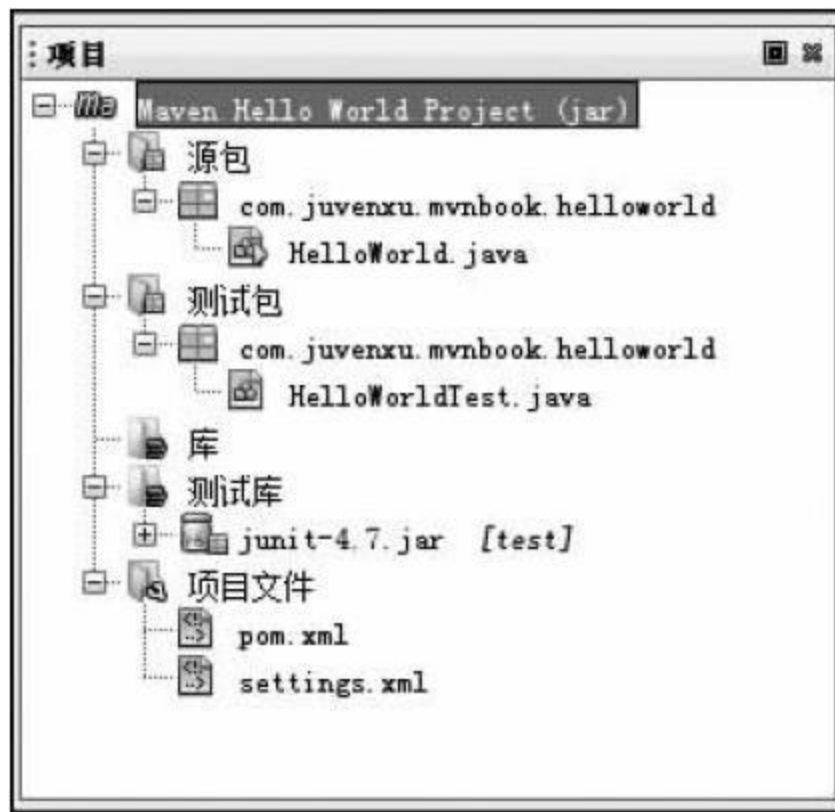 项目
Maven Hello World Project (jar)
源包
com.juvenxu.mvnbook.helloworld
HelloWorld.java
测试包
com.juvenxu.mvnbook.helloworld
HelloWorldTest.java
库
测试库
junit-4.7.jar [test]
项目文件
pom.xml
settings.xml